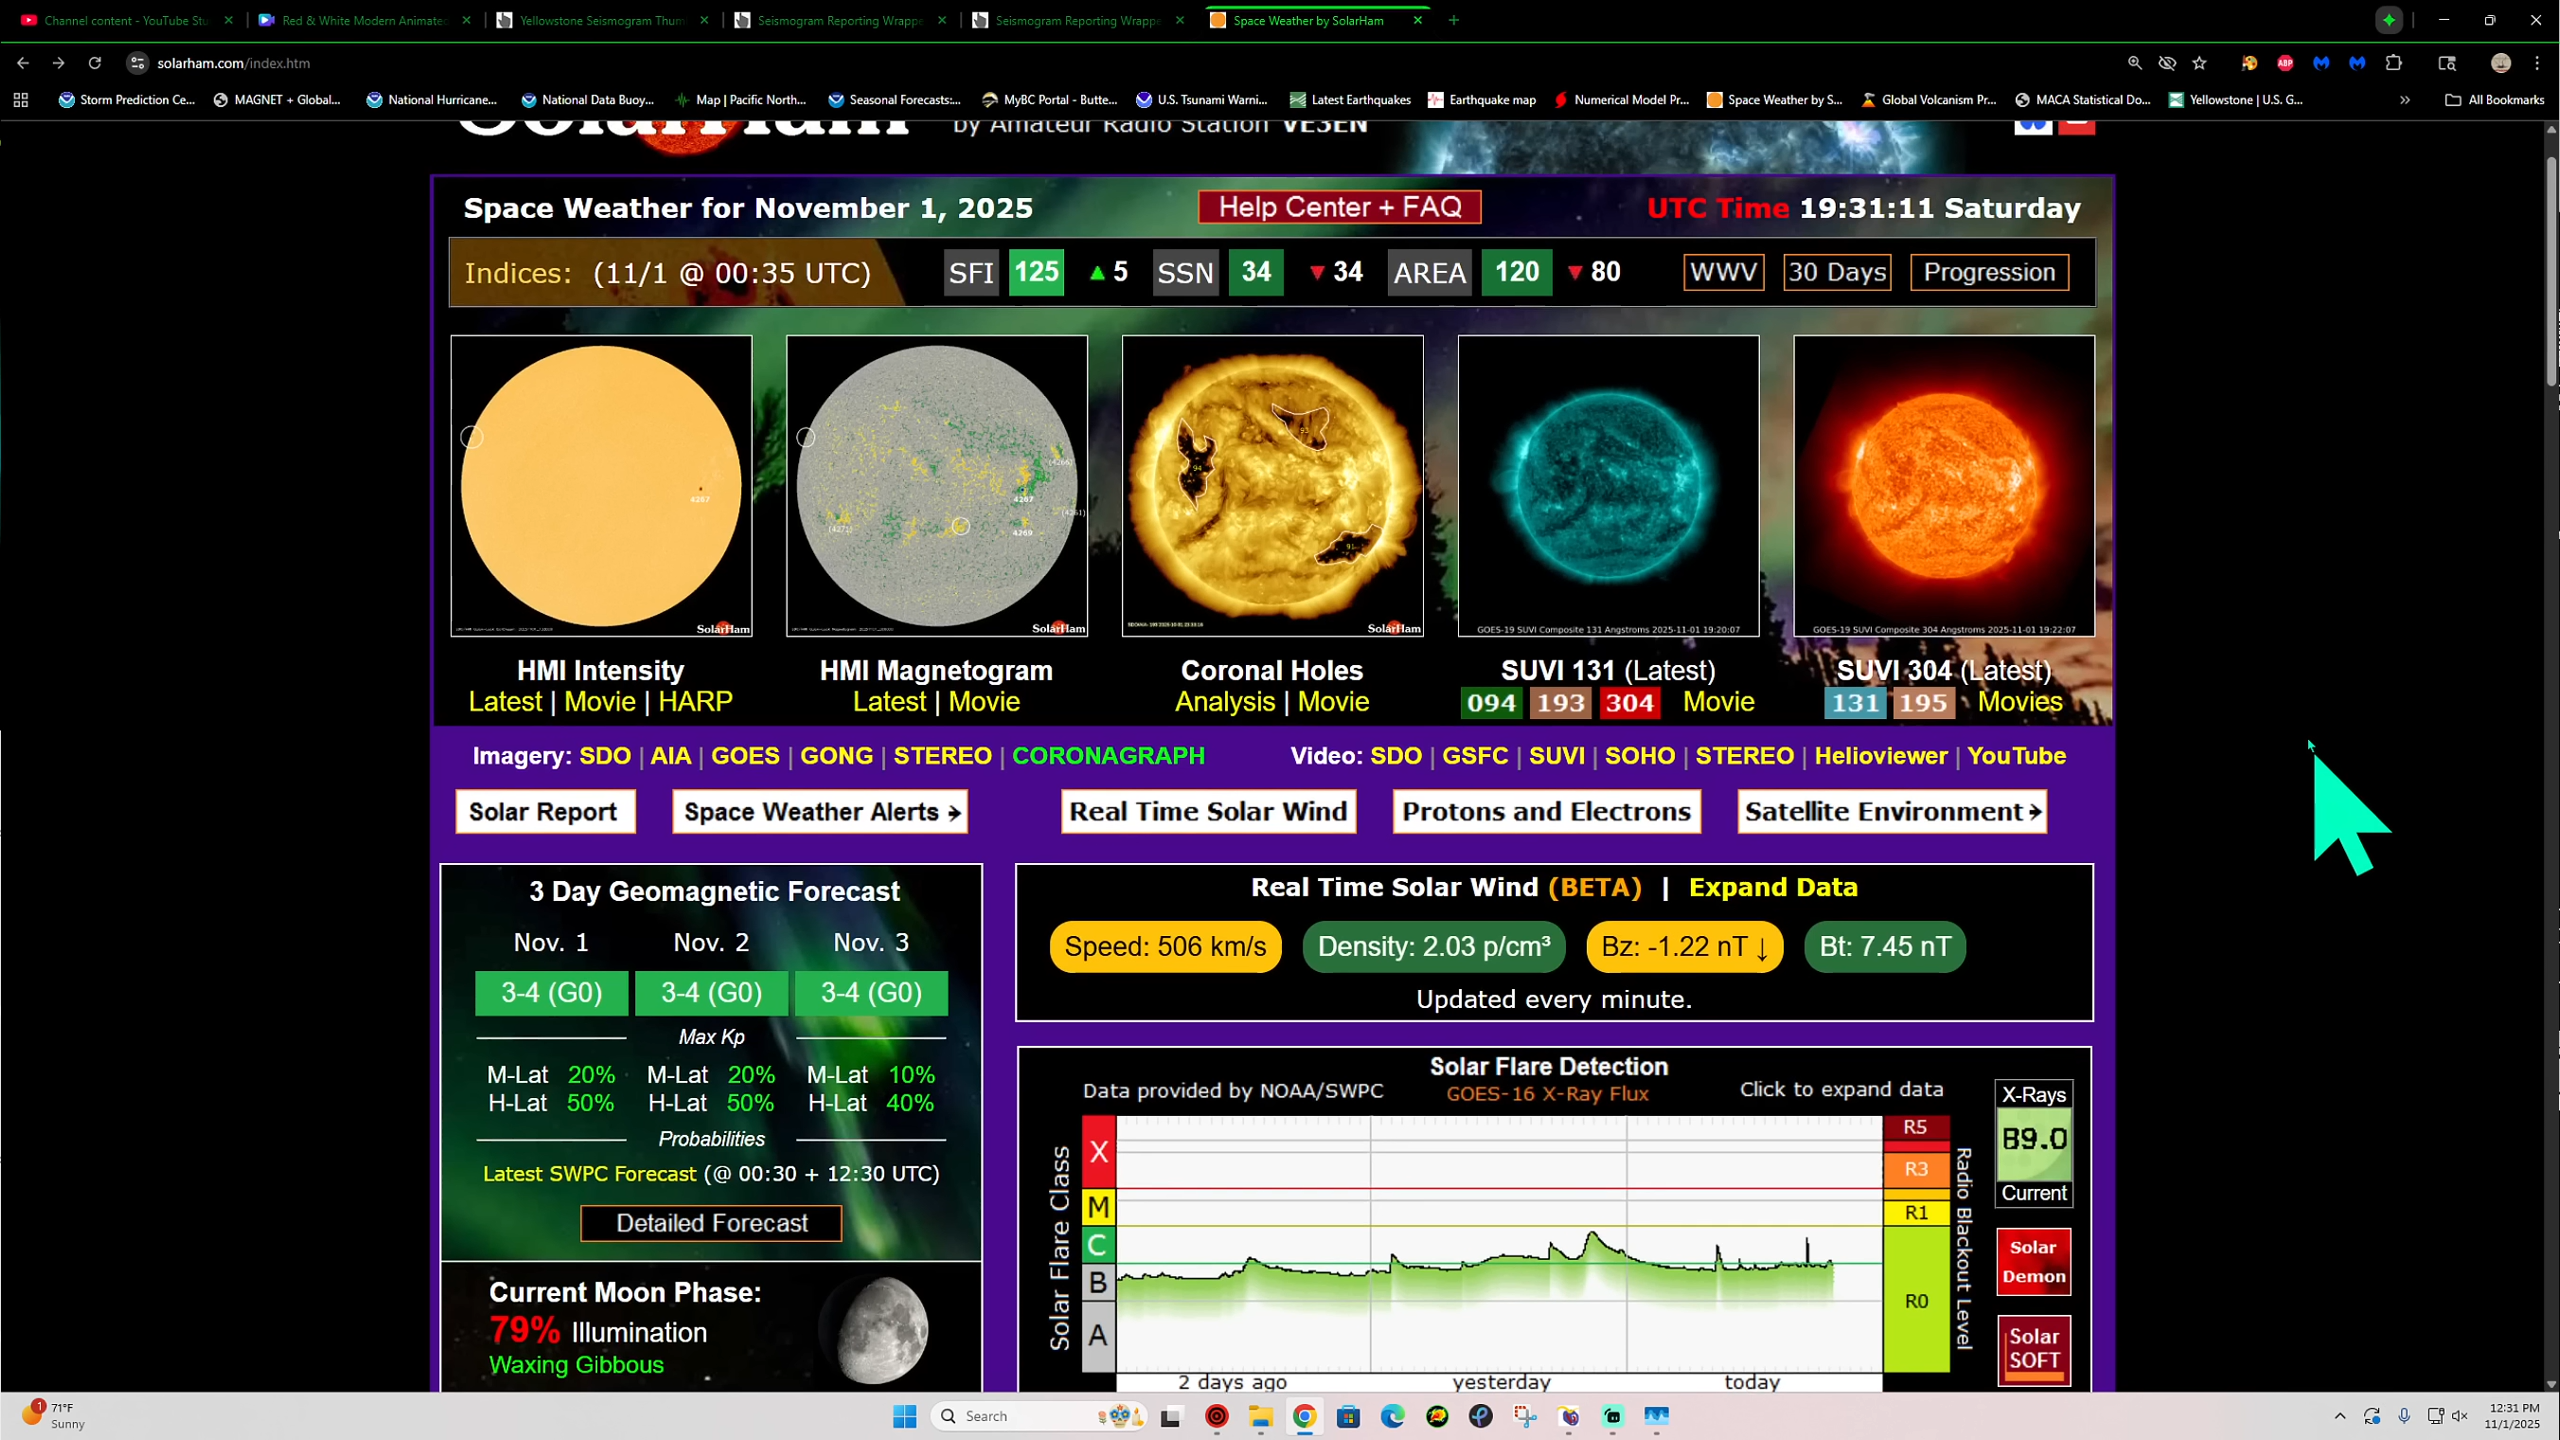 Channel content - YouTube Stu
Red & White Modern Animated
Yellowstone Seismogram Thum
Seismogram Reporting Wrappe
Seismogram Reporting Wrappe
Space Weather by SolarHam
solarham.com/index.htm
Storm Prediction Ce...
MAGNET + Global...
National Hurricane...
National Data Buoy...
Map | Pacific North...
Seasonal Forecasts:...
MyBC Portal - Butte...
U.S. Tsunami Warni...
Latest Earthquakes
Earthquake map
Numerical Model Pr...
Space Weather by S...
Global Volcanism Pr...
MACA Statistical Do...
Yellowstone | U.S. G...
All Bookmarks
SolarHam
by Amateur Radio Station VE3EN
Space Weather for November 1, 2025
Help Center + FAQ
UTC Time 19:31:11 Saturday
Indices: (11/1 @ 00:35 UTC)
SFI 125 ▲ 5 SSN 34 ▼ 34 AREA 120 ▼ 80
WWV 30 Days Progression
4267
SolarHam
(4266)
4267
(4261)
(4271)
4269
SolarHam
93
94
91
SolarHam
GOES-19 SUVI Composite 131 Angstroms 2025-11-01 19:20:07
GOES-19 SUVI Composite 304 Angstroms 2025-11-01 19:22:07
HMI Intensity
Latest | Movie | HARP
HMI Magnetogram
Latest | Movie
Coronal Holes
Analysis | Movie
SUVI 131 (Latest)
094 193 304 Movie
SUVI 304 (Latest)
131 195 Movies
Imagery: SDO | AIA | GOES | GONG | STEREO | CORONAGRAPH
Video: SDO | GSFC | SUVI | SOHO | STEREO | Helioviewer | YouTube
Solar Report
Space Weather Alerts →
Real Time Solar Wind
Protons and Electrons
Satellite Environment →
3 Day Geomagnetic Forecast
Nov. 1 Nov. 2 Nov. 3
3-4 (G0) 3-4 (G0) 3-4 (G0)
Max Kp
M-Lat 20% M-Lat 20% M-Lat 10%
H-Lat 50% H-Lat 50% H-Lat 40%
Probabilities
Latest SWPC Forecast (@ 00:30 + 12:30 UTC)
Detailed Forecast
Current Moon Phase:
79% Illumination
Waxing Gibbous
Real Time Solar Wind (BETA) | Expand Data
Speed: 506 km/s
Density: 2.03 p/cm³
Bz: -1.22 nT ↓
Bt: 7.45 nT
Updated every minute.
Solar Flare Detection
Data provided by NOAA/SWPC
GOES-16 X-Ray Flux
Click to expand data
Solar Flare Class
X
M
C
B
A
R5
R3
R1
R0
Radio Blackout Level
2 days ago yesterday today
X-Rays
B9.0
Current
Solar
Demon
Solar
SOFT
1
71°F
Sunny
Search
12:31 PM
11/1/2025